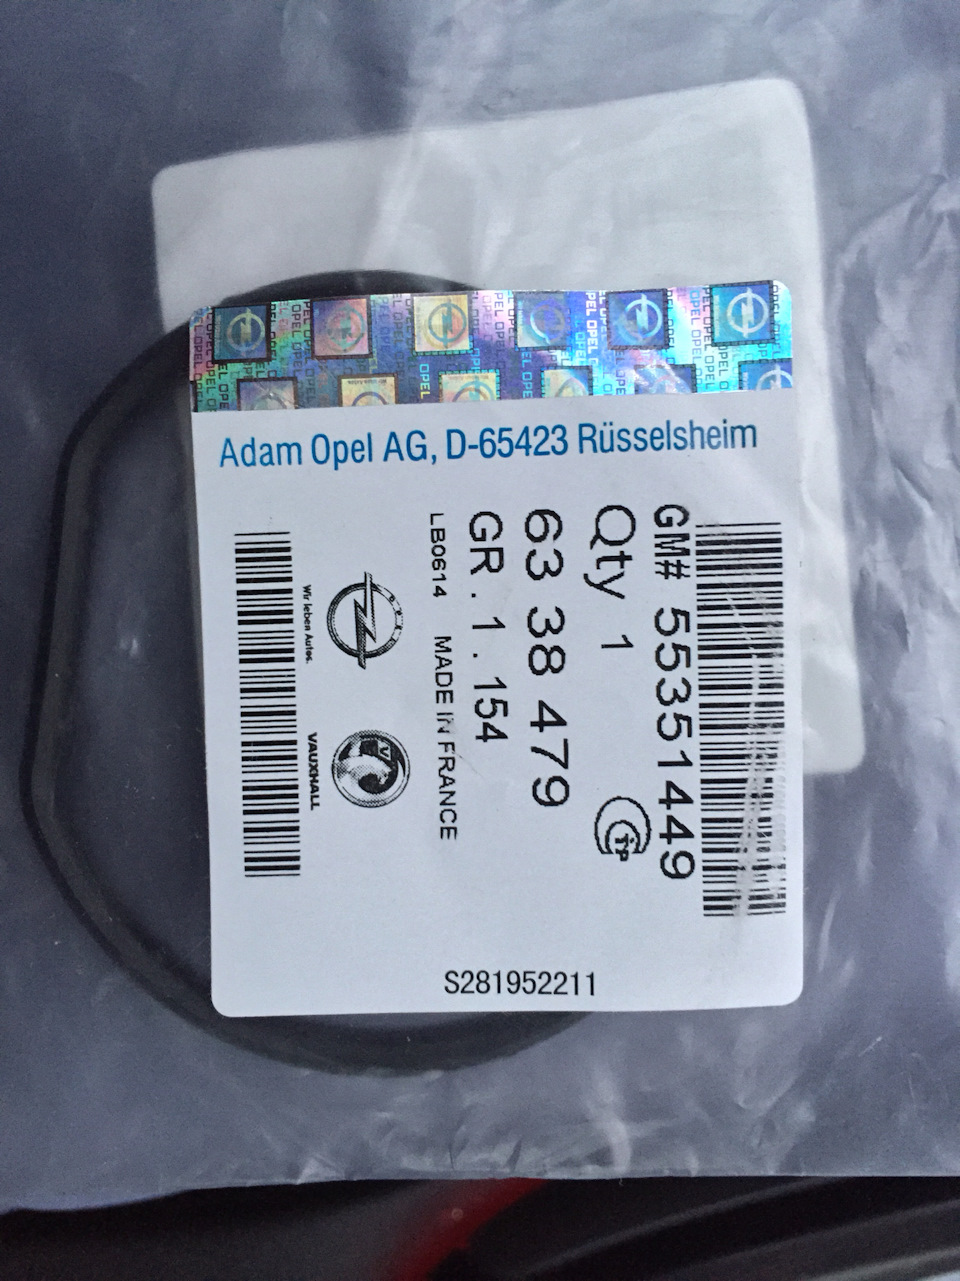 Adam Opel AG, D-65423 Rüsselsheim
GM# 55351449
Qty 1
63 38 479
GR . 1 . 154
LB0614 MADE IN FRANCE
OPEL
Wir leben Autos.
VAUXHALL
S281952211